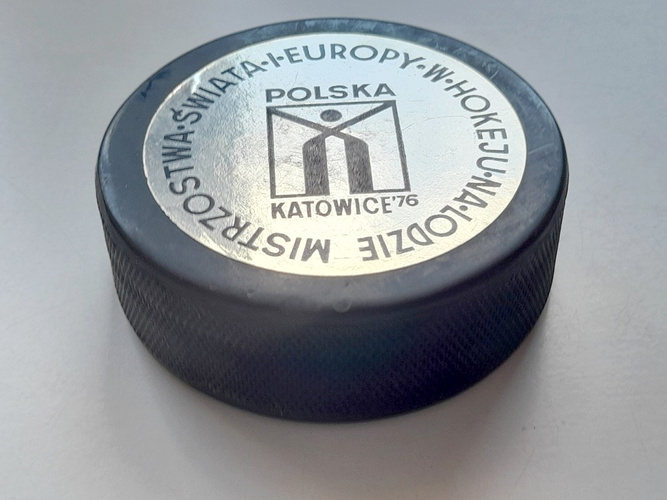 MISTRZOSTWA·ŚWIATA·I·EUROPY·W·HOKEJU·NA·LODZIE
POLSKA
KATOWICE'76